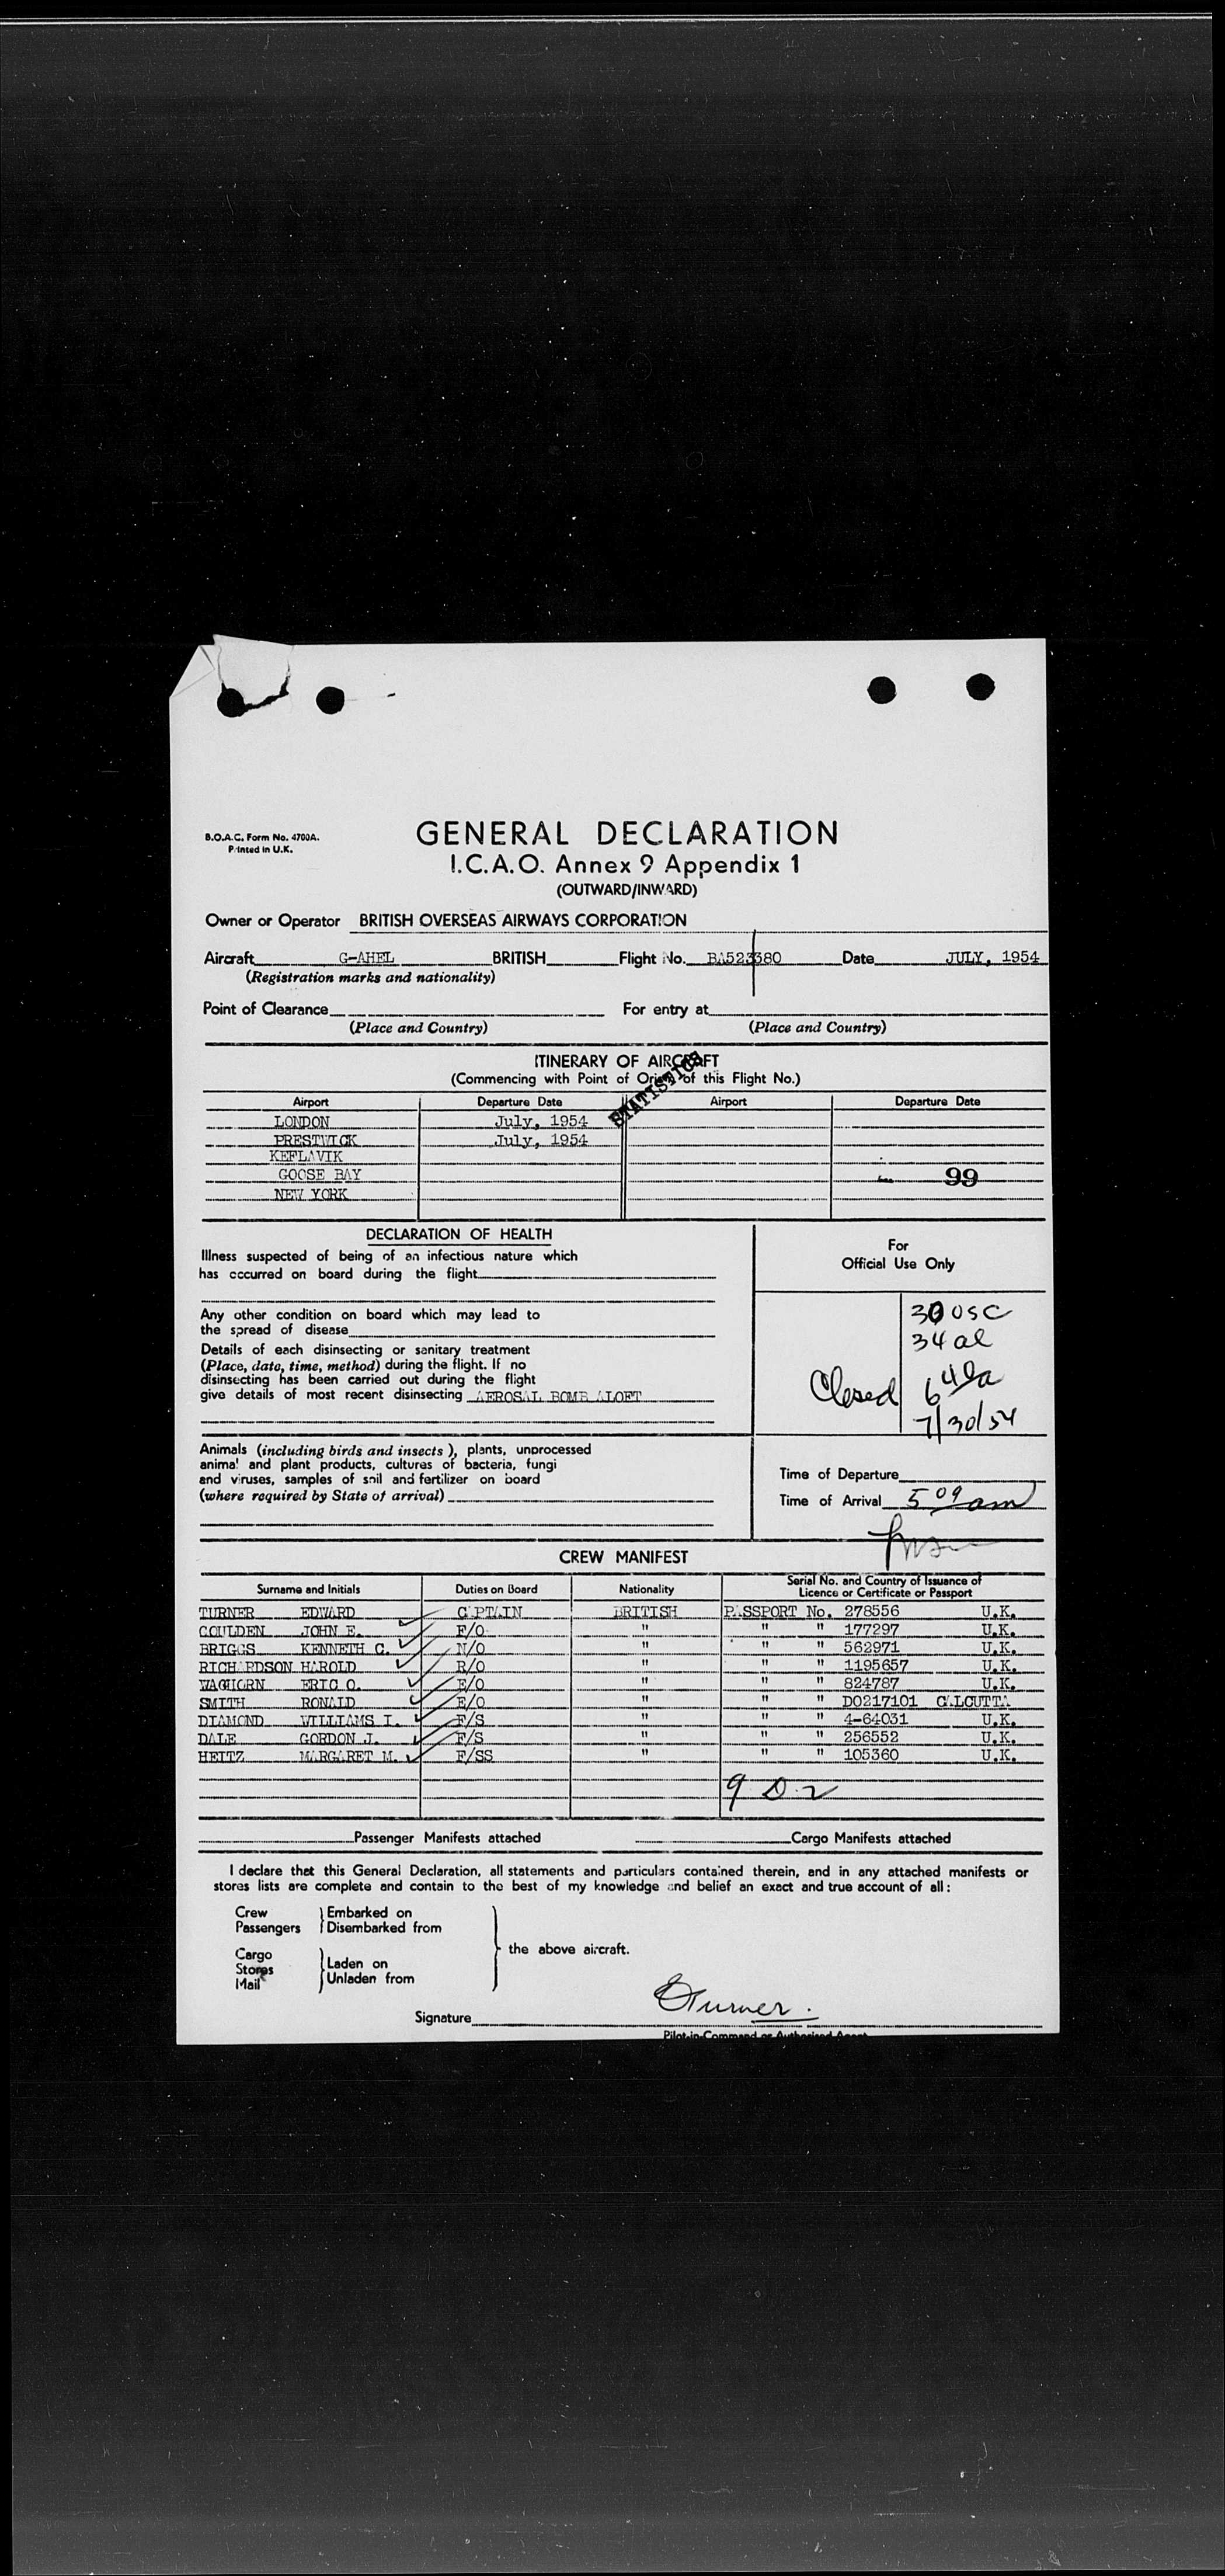 B.O.A.C. Form No. 4700A.
Printed in U.K.
GENERAL DECLARATION
I.C.A.O. Annex 9 Appendix 1
(OUTWARD/INWARD)
Owner or Operator BRITISH OVERSEAS AIRWAYS CORPORATION
Aircraft G-AHEL BRITISH Flight No. BA523380 Date JULY, 1954
(Registration marks and nationality)
Point of Clearance For entry at
(Place and Country) (Place and Country)
ITINERARY OF AIRCRAFT
(Commencing with Point of Origin of this Flight No.)
STATISTICS
Airport Departure Date Airport Departure Date
LONDON July, 1954
PRESTWICK July, 1954
KEFLAVIK
GOOSE BAY 99
NEW YORK
DECLARATION OF HEALTH
Illness suspected of being of an infectious nature which
has occurred on board during the flight
Any other condition on board which may lead to
the spread of disease
Details of each disinsecting or sanitary treatment
(Place, date, time, method) during the flight. If no
disinsecting has been carried out during the flight
give details of most recent disinsecting AEROSAL BOMB ALOFT
Animals (including birds and insects), plants, unprocessed
animal and plant products, cultures of bacteria, fungi
and viruses, samples of soil and fertilizer on board
(where required by State of arrival)
For
Official Use Only
30 USC
34 al
Closed
7/30/54
Time of Departure
Time of Arrival 5 09 am
CREW MANIFEST
Surname and Initials Duties on Board Nationality Serial No. and Country of Issuance of
Licence or Certificate or Passport
TURNER EDWARD CAPTAIN BRITISH PASSPORT No. 278556 U.K.
COULDEN JOHN E. F/O " " " 177297 U.K.
BRIGGS KENNETH C. N/O " " " 562971 U.K.
RICHARDSON HAROLD R/O " " " 1195657 U.K.
WAGHORN ERIC O. E/O " " " 824787 U.K.
SMITH RONALD E/O " " " D0217101 CALCUTTA
DIAMOND WILLIAMS I. F/S " " " 4-64031 U.K.
DALE GORDON J. F/S " " " 256552 U.K.
HEITZ MARGARET M. F/SS " " " 105360 U.K.
9 D-2
Passenger Manifests attached Cargo Manifests attached
I declare that this General Declaration, all statements and particulars contained therein, and in any attached manifests or
stores lists are complete and contain to the best of my knowledge and belief an exact and true account of all:
Crew Embarked on
Passengers Disembarked from
the above aircraft.
Cargo
Stores Laden on
Mail Unladen from
ETurner.
Signature
Pilot-in-Command or Authorised Agent